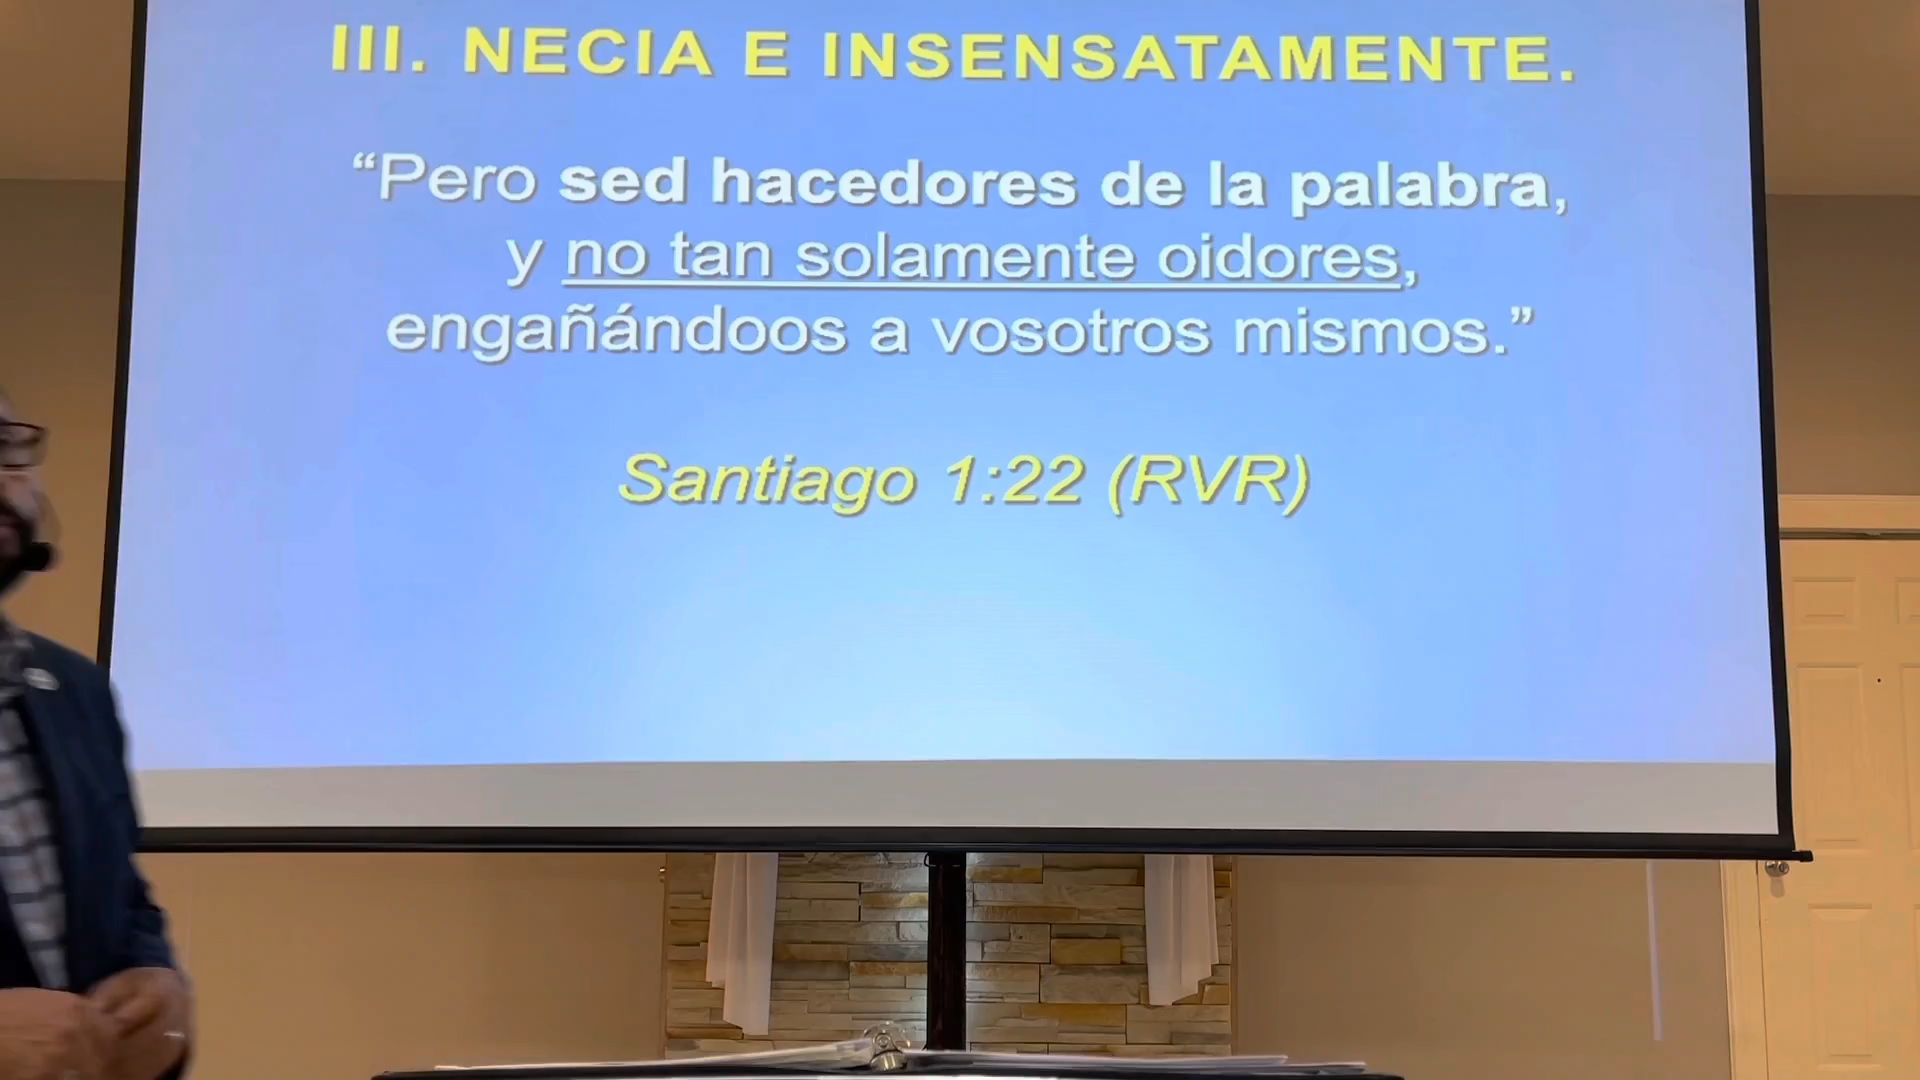 III. NECIA E INSENSATAMENTE.
“Pero sed hacedores de la palabra,
y no tan solamente oidores,
engañándoos a vosotros mismos.”
Santiago 1:22 (RVR)